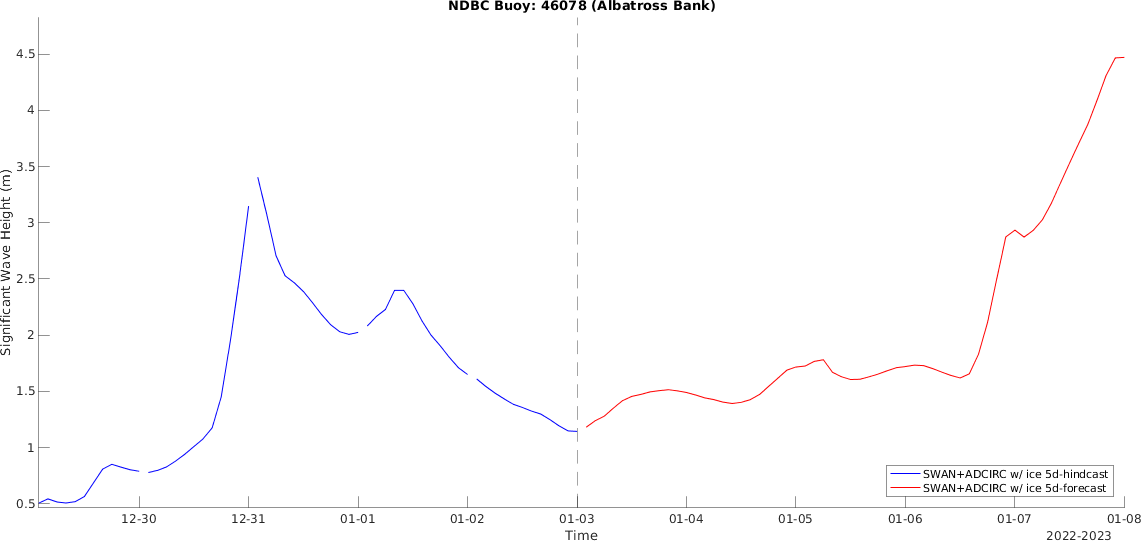 NDBC Buoy: 46078 (Albatross Bank)
Significant Wave Height (m)
4.5
4
3.5
3
2.5
2
1.5
1
0.5
SWAN+ADCIRC w/ ice 5d-hindcast
SWAN+ADCIRC w/ ice 5d-forecast
12-30 12-31 01-01 01-02 01-03 01-04 01-05 01-06 01-07 01-08
Time
2022-2023